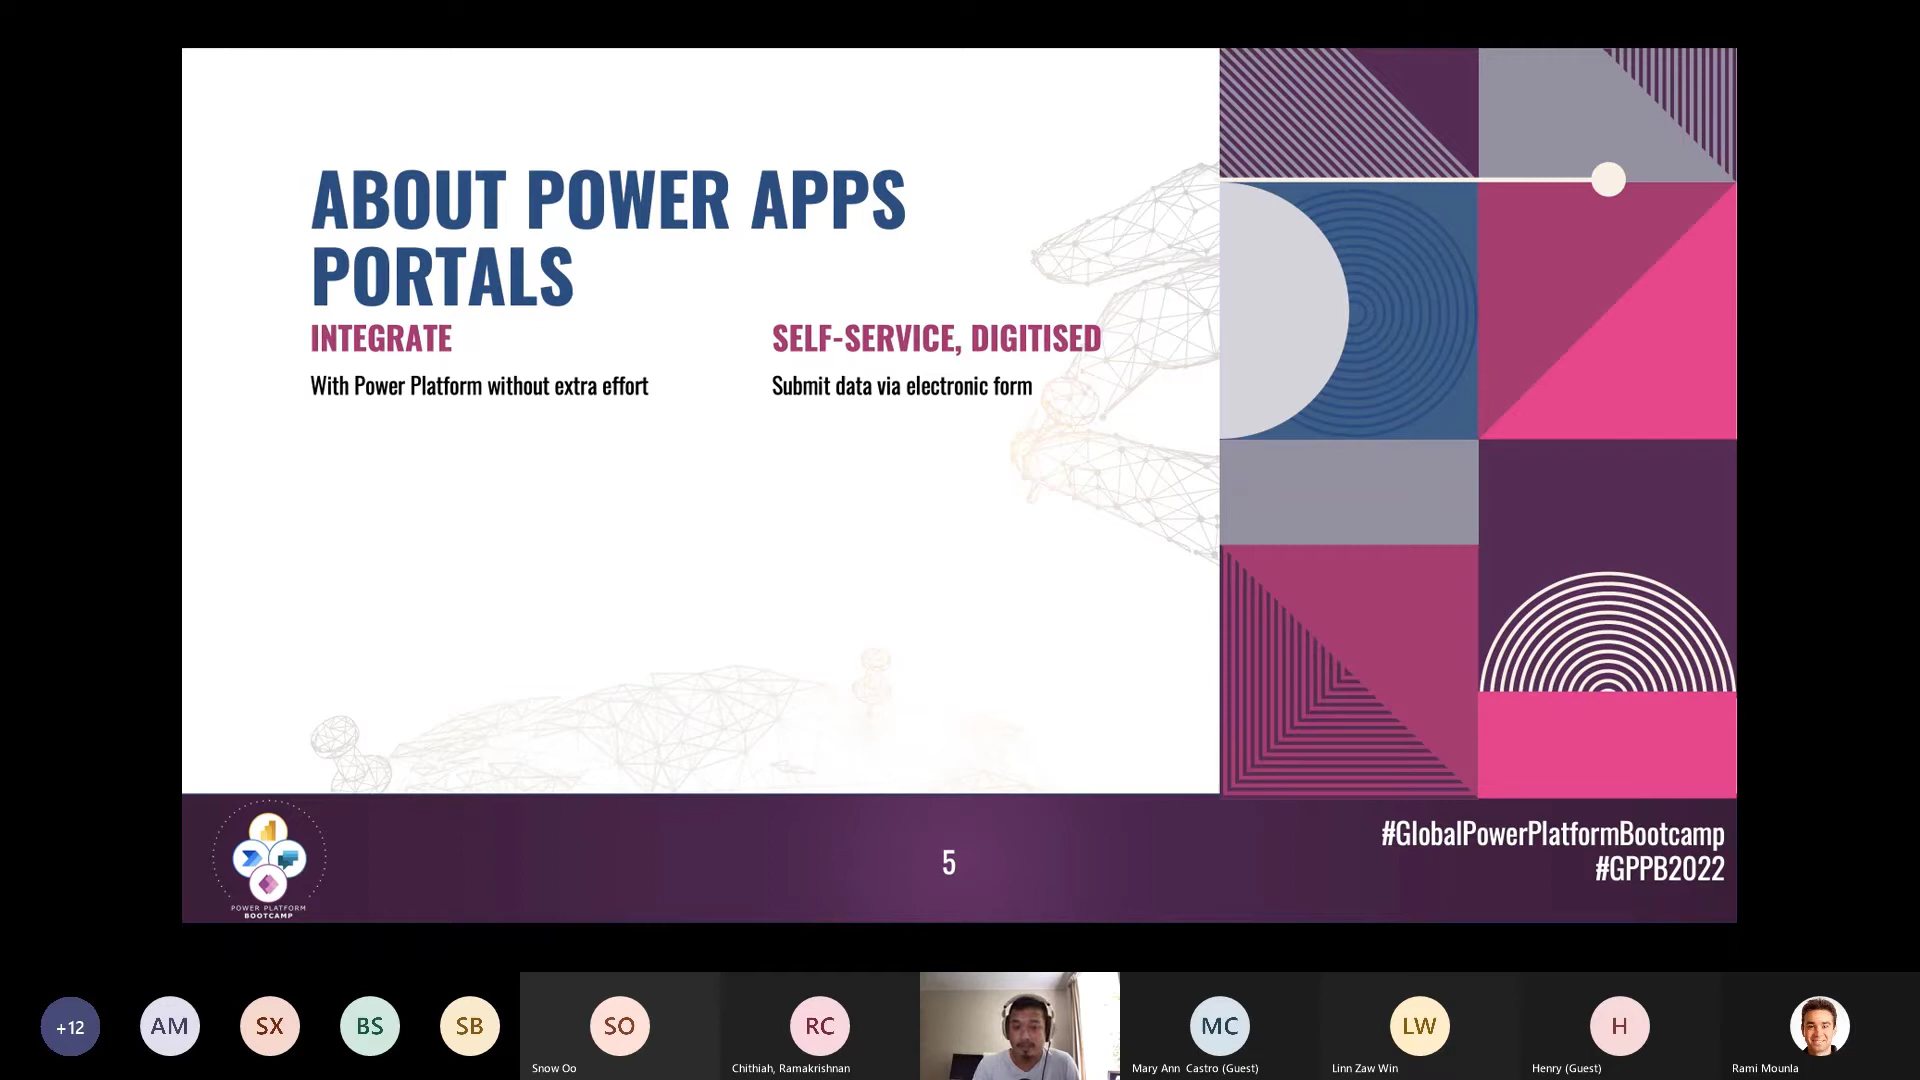 ABOUT POWER APPS
PORTALS
INTEGRATE
With Power Platform without extra effort
SELF-SERVICE, DIGITISED
Submit data via electronic form
POWER PLATFORM
BOOTCAMP
5
#GlobalPowerPlatformBootcamp
#GPPB2022
+12
AM
SX
BS
SB
SO
Snow Oo
RC
Chithiah, Ramakrishnan
MC
Mary Ann Castro (Guest)
LW
Linn Zaw Win
H
Henry (Guest)
Rami Mounla